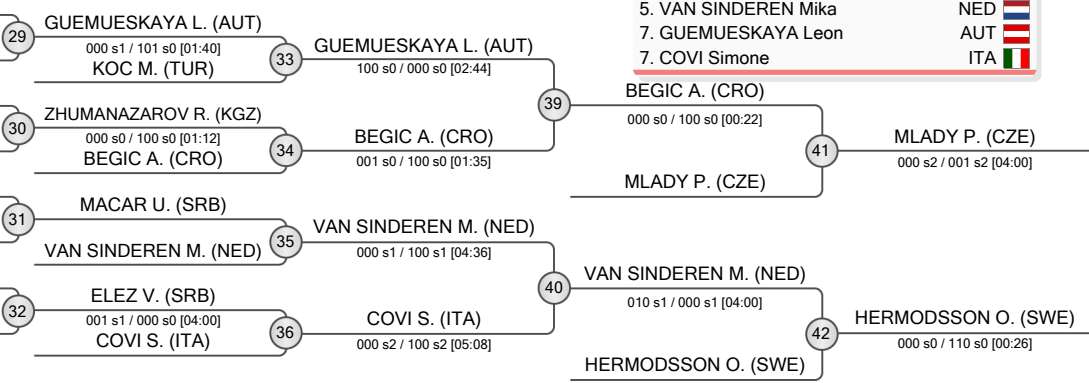 5. VAN SINDEREN Mika NED
7. GUEMUESKAYA Leon AUT
7. COVI Simone ITA
29
GUEMUESKAYA L. (AUT)
000 s1 / 101 s0 [01:40]
KOC M. (TUR)
30
ZHUMANAZAROV R. (KGZ)
000 s0 / 100 s0 [01:12]
BEGIC A. (CRO)
31
MACAR U. (SRB)
VAN SINDEREN M. (NED)
32
ELEZ V. (SRB)
001 s1 / 000 s0 [04:00]
COVI S. (ITA)
33
GUEMUESKAYA L. (AUT)
100 s0 / 000 s0 [02:44]
34
BEGIC A. (CRO)
001 s0 / 100 s0 [01:35]
35
VAN SINDEREN M. (NED)
000 s1 / 100 s1 [04:36]
36
COVI S. (ITA)
000 s2 / 100 s2 [05:08]
39
BEGIC A. (CRO)
000 s0 / 100 s0 [00:22]
MLADY P. (CZE)
40
VAN SINDEREN M. (NED)
010 s1 / 000 s1 [04:00]
HERMODSSON O. (SWE)
41
MLADY P. (CZE)
000 s2 / 001 s2 [04:00]
42
HERMODSSON O. (SWE)
000 s0 / 110 s0 [00:26]